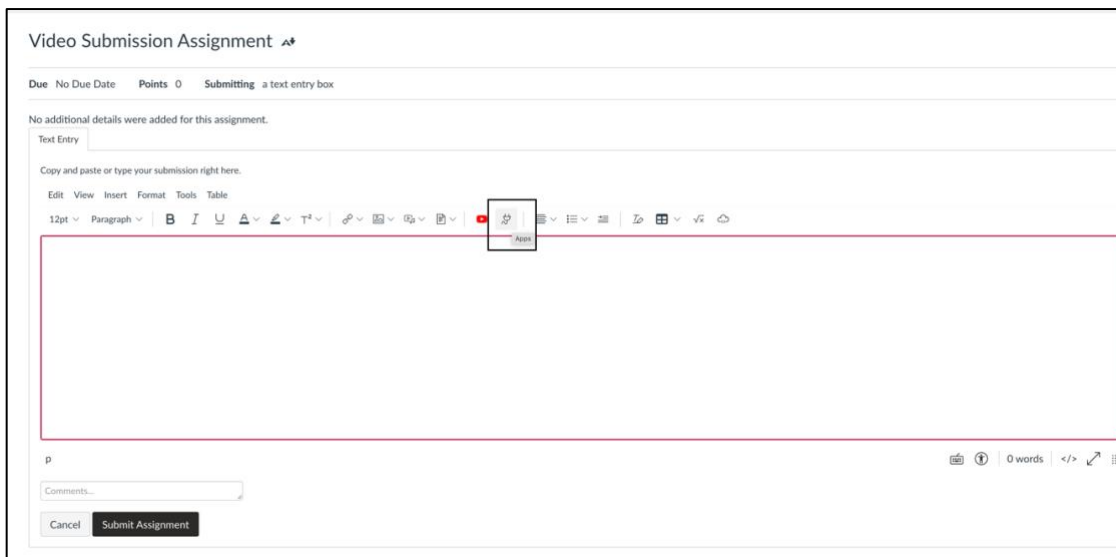 Video Submission Assignment
Due No Due Date Points 0 Submitting a text entry box
No additional details were added for this assignment.
Text Entry
Copy and paste or type your submission right here.
Edit View Insert Format Tools Table
12pt Paragraph B I U A T² √x
Apps
p 0 words </>
Comments...
Cancel Submit Assignment